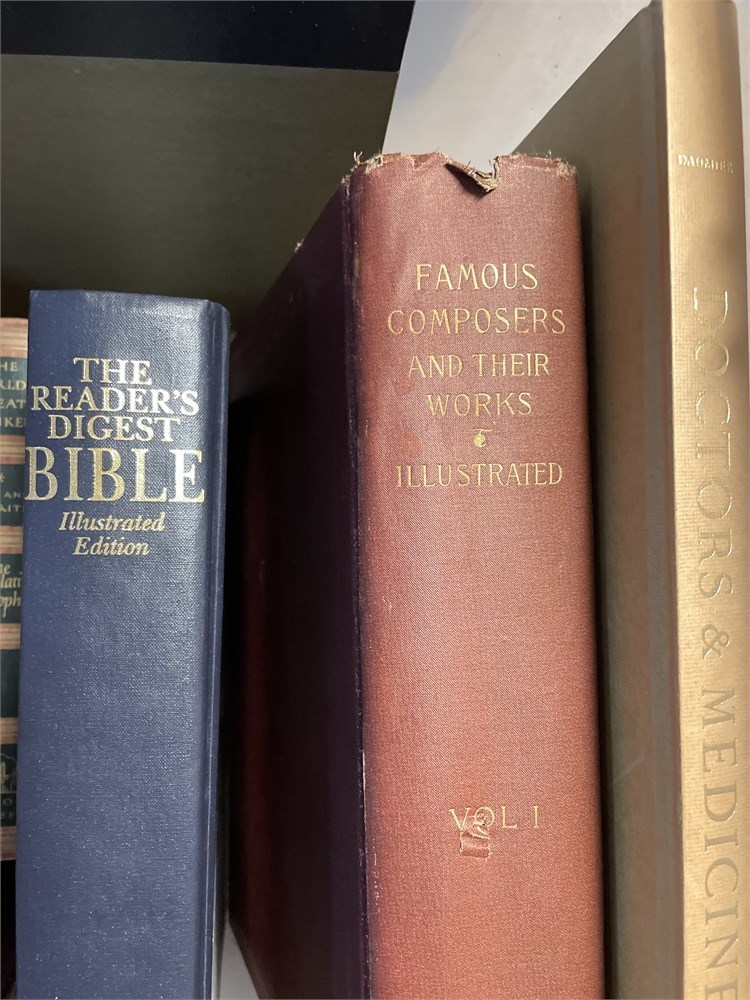 THE
READER'S
DIGEST
BIBLE
Illustrated
Edition
FAMOUS
COMPOSERS
AND THEIR
WORKS
ILLUSTRATED
VOL I
DAUMIER
DOCTORS & MEDICINE